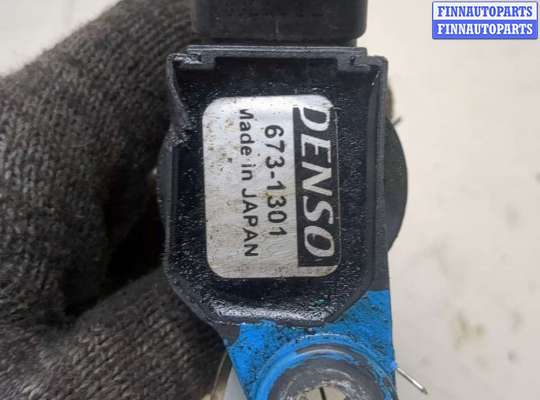 FINNAUTOPARTS
FINNAUTOPARTS
DENSO
673-1301
Made in JAPAN